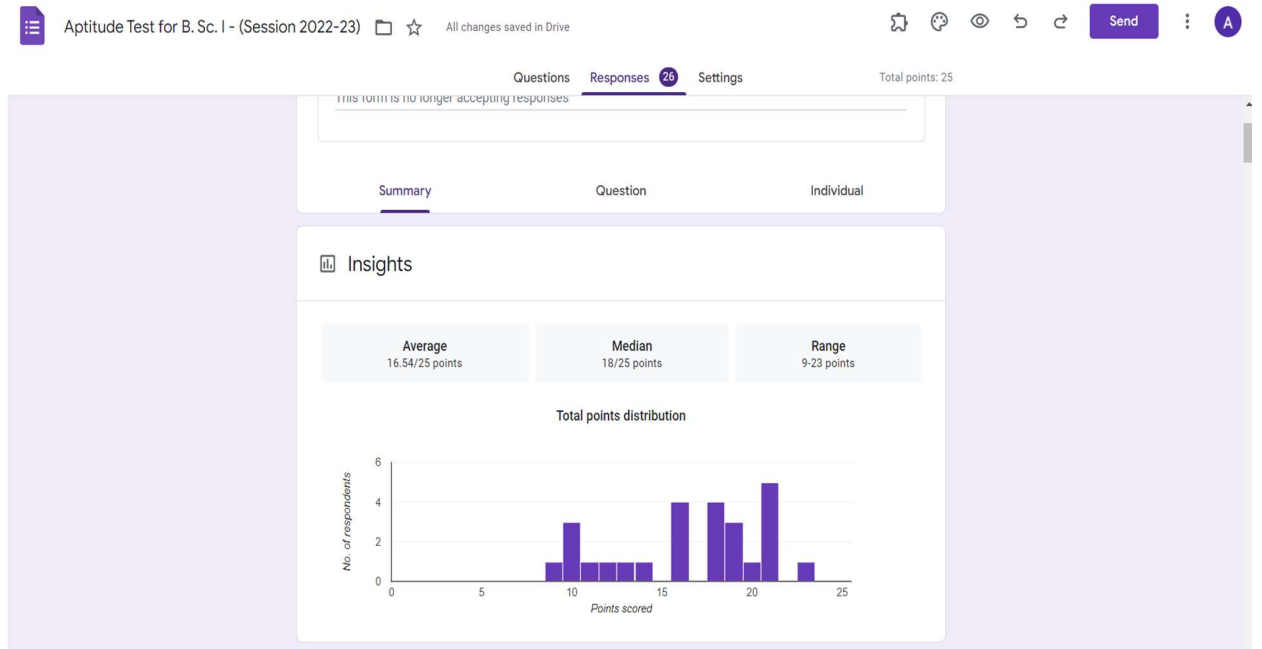 Aptitude Test for B. Sc. I - (Session 2022-23) All changes saved in Drive Send A
Questions Responses 26 Settings Total points: 25
This form is no longer accepting responses
Summary Question Individual
Insights
Average Median Range
16.54/25 points 18/25 points 9-23 points
Total points distribution
No. of respondents
6
4
2
0
0 5 10 15 20 25
Points scored